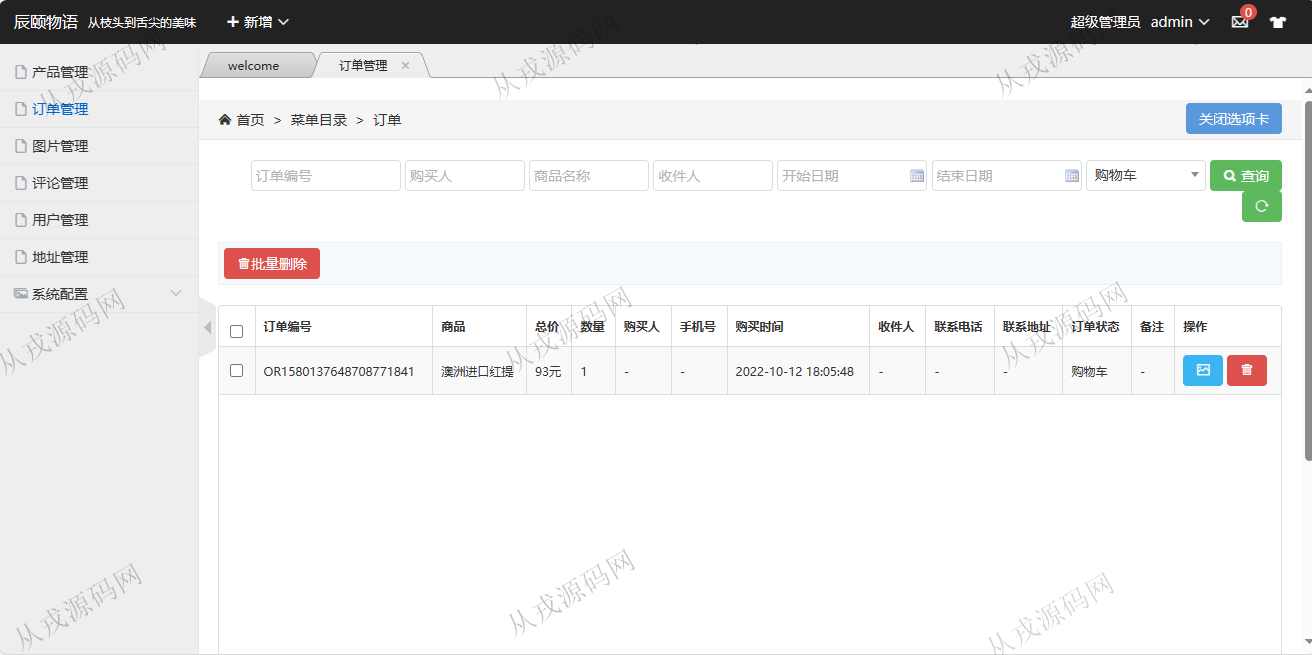 辰颐物语 从枝头到舌尖的美味 新增 超级管理员 admin 0
welcome 订单管理
产品管理
订单管理
图片管理
评论管理
用户管理
地址管理
系统配置
首页 > 菜单目录 > 订单 关闭选项卡
订单编号 购买人 商品名称 收件人 开始日期 结束日期 购物车 查询
批量删除
订单编号 商品 总价 数量 购买人 手机号 购买时间 收件人 联系电话 联系地址 订单状态 备注 操作
OR1580137648708771841 澳洲进口红提 93元 1 - - 2022-10-12 18:05:48 - - - 购物车 -
从戎源码网
从戎源码网
从戎源码网
从戎源码网
从戎源码网
从戎源码网
从戎源码网
从戎源码网
从戎源码网